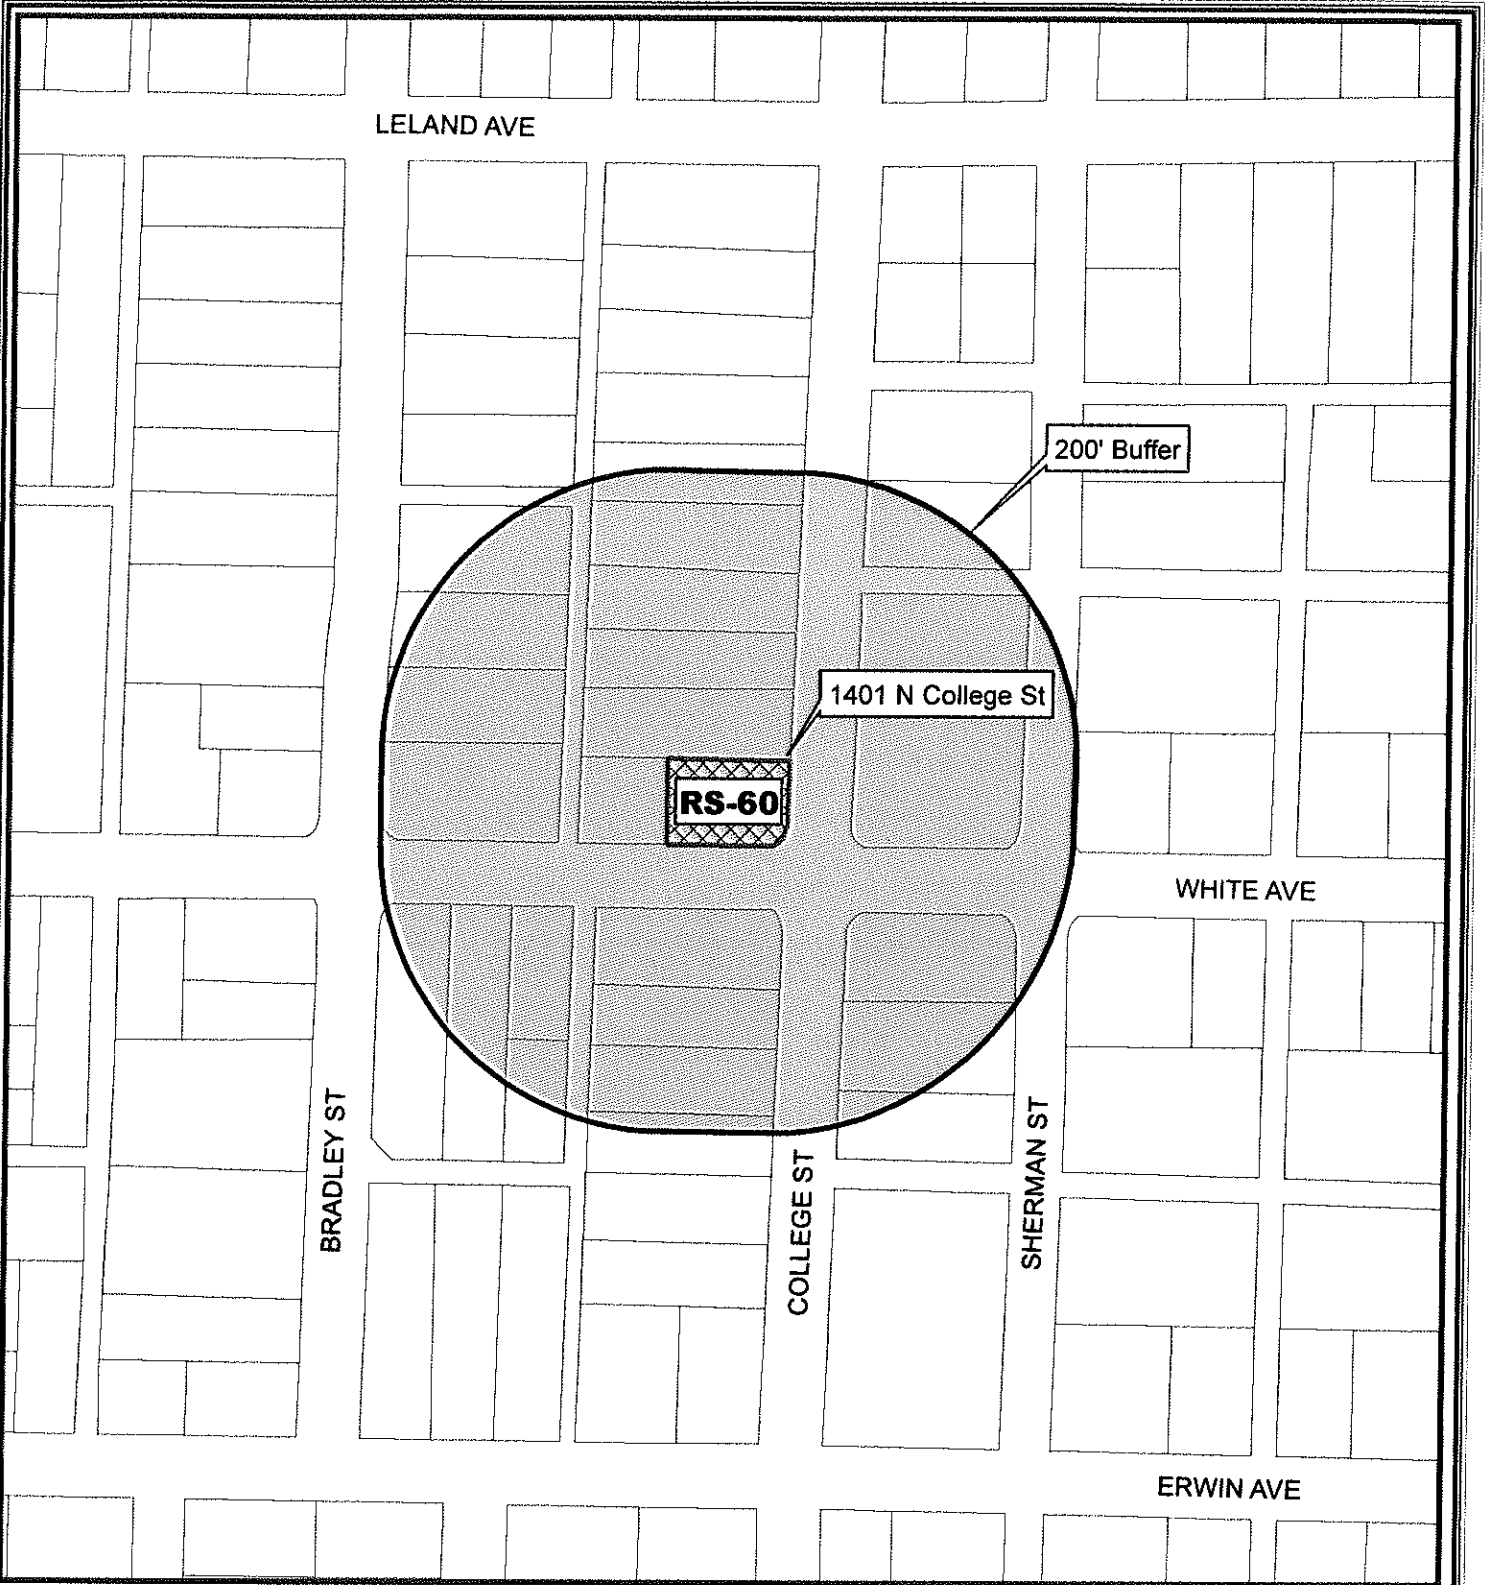 LELAND AVE
200' Buffer
1401 N College St
RS-60
WHITE AVE
BRADLEY ST
COLLEGE ST
SHERMAN ST
ERWIN AVE